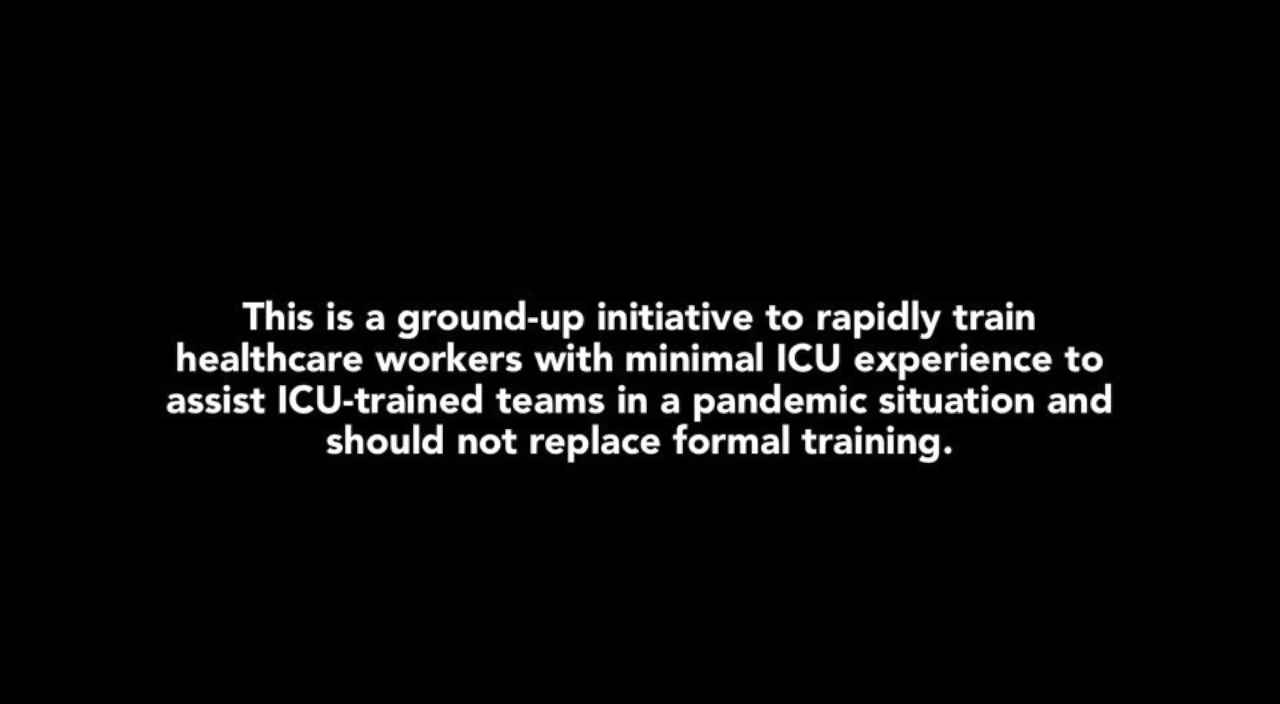 This is a ground-up initiative to rapidly train
healthcare workers with minimal ICU experience to
assist ICU-trained teams in a pandemic situation and
should not replace formal training.